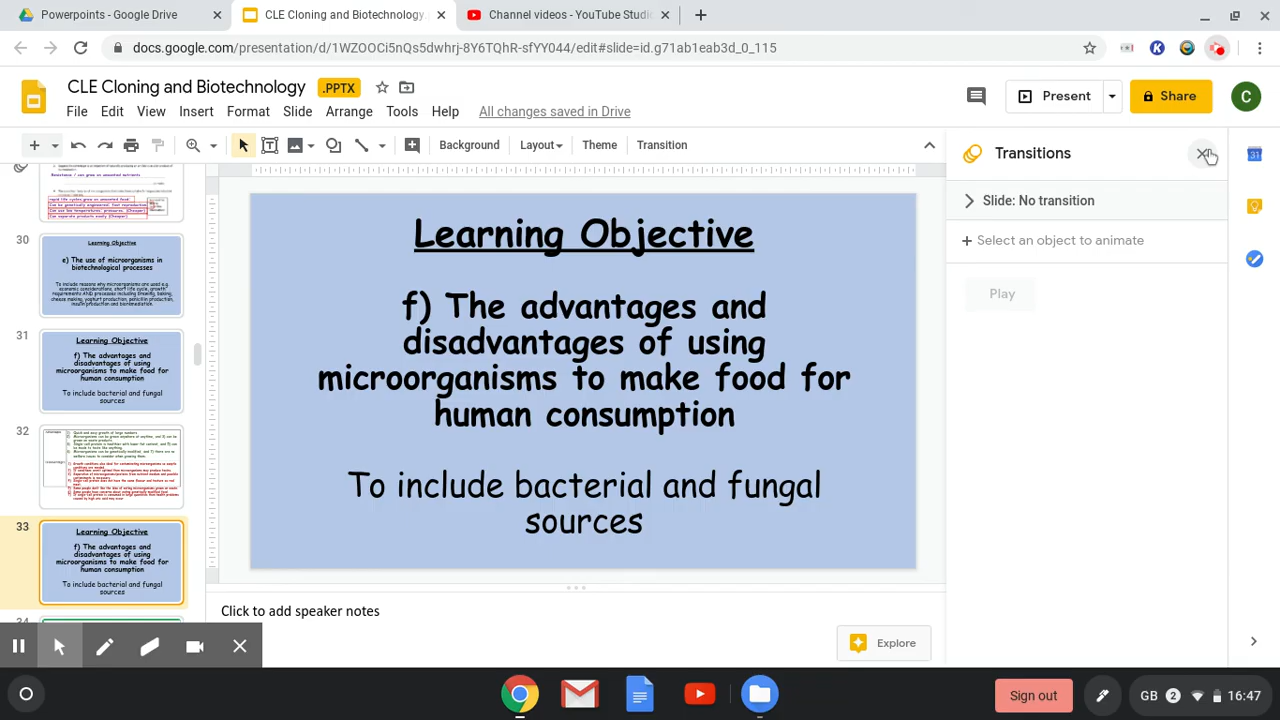 Powerpoints - Google Drive
CLE Cloning and Biotechnology.
Channel videos - YouTube Studio
docs.google.com/presentation/d/1WZOOCi5nQs5dwhrj-8Y6TQhR-sfYY044/edit#slide=id.g71ab1eab3d_0_115
CLE Cloning and Biotechnology .PPTX
File Edit View Insert Format Slide Arrange Tools Help All changes saved in Drive
Present
Share
C
Background Layout Theme Transition
Transitions
Slide: No transition
+ Select an object to animate
Play
30
Learning Objective
e) The use of microorganisms in
biotechnological processes
31
Learning Objective
f) The advantages and
disadvantages of using
microorganisms to make food for
human consumption
To include bacterial and fungal
sources
32
33
Learning Objective
f) The advantages and
disadvantages of using
microorganisms to make food for
human consumption
To include bacterial and fungal
sources
Learning Objective
f) The advantages and
disadvantages of using
microorganisms to make food for
human consumption
To include bacterial and fungal
sources
Click to add speaker notes
Explore
31
Sign out
GB 2 16:47